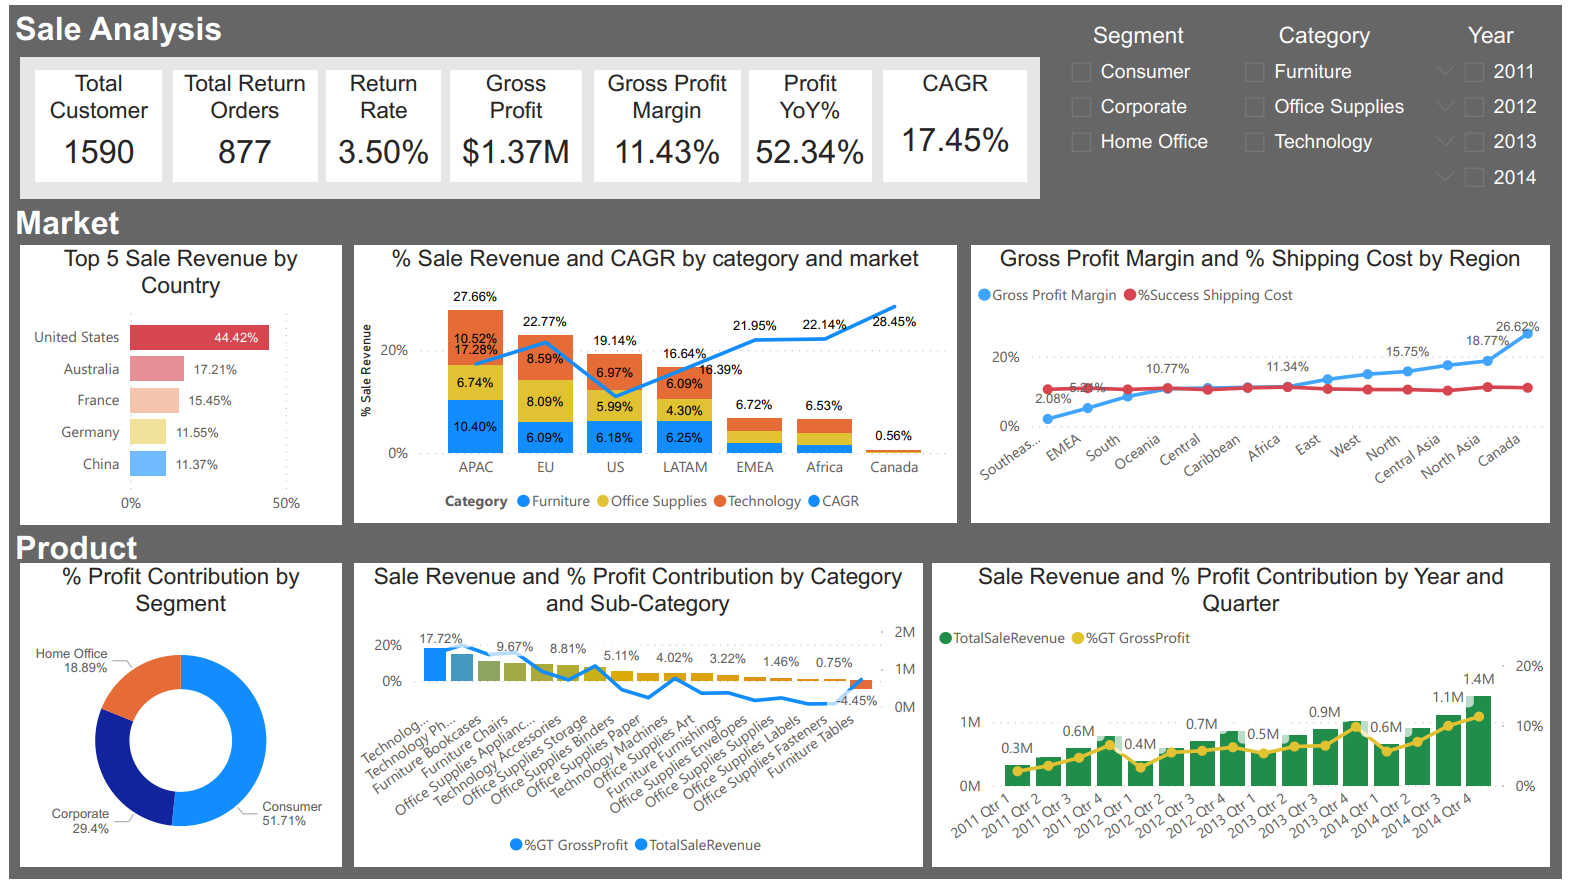 Sale Analysis
Segment
Category
Year
Consumer
Corporate
Home Office
Furniture
Office Supplies
Technology
2011
2012
2013
2014
Total
Customer
1590
Total Return
Orders
877
Return
Rate
3.50%
Gross
Profit
$1.37M
Gross Profit
Margin
11.43%
Profit
YoY%
52.34%
CAGR
17.45%
Market
Top 5 Sale Revenue by
Country
United States
44.42%
Australia
17.21%
France
15.45%
Germany
11.55%
China
11.37%
0%
50%
% Sale Revenue and CAGR by category and market
% Sale Revenue
20%
0%
27.66%
10.52%
17.28%
6.74%
10.40%
22.77%
8.59%
8.09%
6.09%
19.14%
6.97%
5.99%
6.18%
16.64%
16.39%
6.09%
4.30%
6.25%
21.95%
6.72%
22.14%
6.53%
28.45%
0.56%
APAC
EU
US
LATAM
EMEA
Africa
Canada
Category
Furniture
Office Supplies
Technology
CAGR
Gross Profit Margin and % Shipping Cost by Region
Gross Profit Margin
%Success Shipping Cost
20%
0%
2.08%
10.77%
11.34%
15.75%
18.77%
26.62%
Southeas...
EMEA
South
Oceania
Central
Caribbean
Africa
East
West
North
Central Asia
North Asia
Canada
Product
% Profit Contribution by
Segment
Home Office
18.89%
Corporate
29.4%
Consumer
51.71%
Sale Revenue and % Profit Contribution by Category
and Sub-Category
20%
0%
2M
1M
0M
17.72%
9.67%
8.81%
5.11%
4.02%
3.22%
1.46%
0.75%
-4.45%
Technolog...
Technology Ph...
Furniture Bookcases
Furniture Chairs
Office Supplies Applianc...
Technology Accessories
Office Supplies Storage
Office Supplies Binders
Office Supplies Paper
Technology Machines
Office Supplies Art
Furniture Furnishings
Office Supplies Envelopes
Office Supplies Supplies
Office Supplies Labels
Office Supplies Fasteners
Furniture Tables
%GT GrossProfit
TotalSaleRevenue
Sale Revenue and % Profit Contribution by Year and
Quarter
TotalSaleRevenue
%GT GrossProfit
1M
0M
20%
10%
0%
0.3M
0.6M
0.4M
0.7M
0.5M
0.9M
0.6M
1.1M
1.4M
2011 Qtr 1
2011 Qtr 2
2011 Qtr 3
2011 Qtr 4
2012 Qtr 1
2012 Qtr 2
2012 Qtr 3
2012 Qtr 4
2013 Qtr 1
2013 Qtr 2
2013 Qtr 3
2013 Qtr 4
2014 Qtr 1
2014 Qtr 2
2014 Qtr 3
2014 Qtr 4